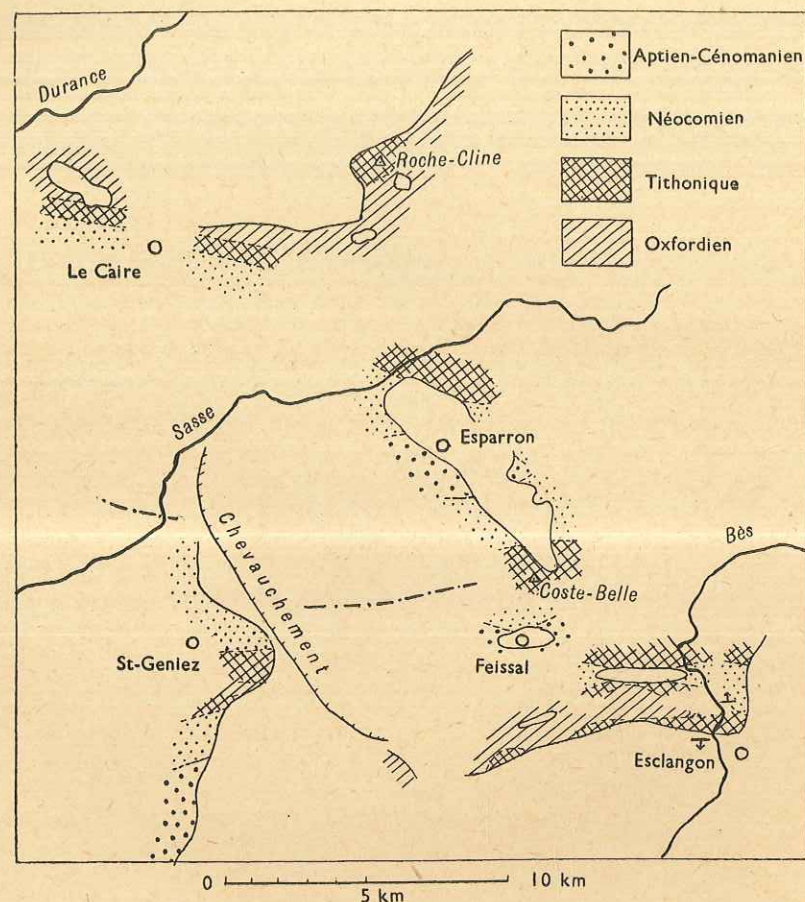 Durance
Aptien-Cénomanien
Néocomien
Roche-Cline
Tithonique
Oxfordien
Le Caire
Sasse
Esparron
Bès
Chevauchement
Coste-Belle
St-Geniez
Feissal
Esclangon
0 10 km
5 km